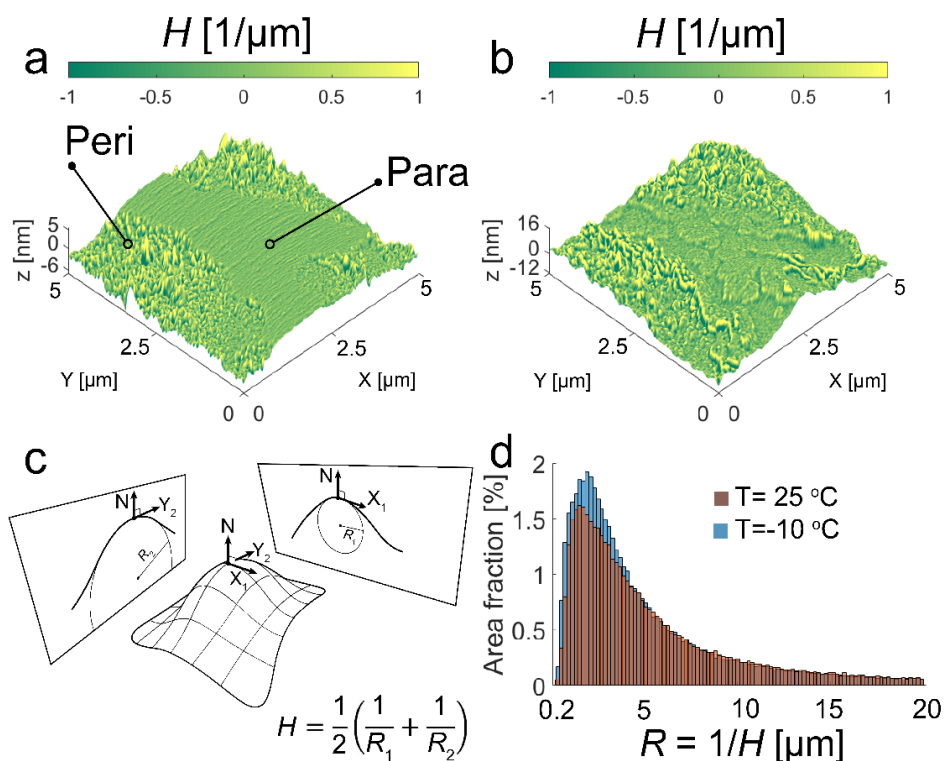 a
H [1/µm]
-1 -0.5 0 0.5 1
Peri
Para
z [nm]
5
0
-6
5
2.5
0
Y [µm]
0
2.5
5
X [µm]
b
H [1/µm]
-1 -0.5 0 0.5 1
z [nm]
16
0
-12
5
2.5
0
Y [µm]
0
2.5
5
X [µm]
c
N
Y2
R2
N
Y2
X1
N
X1
R1
H = 1/2 (1/R1 + 1/R2)
d
Area fraction [%]
2
1.5
1
0.5
0
T= 25 °C
T=-10 °C
0.2 5 10 15 20
R = 1/H [µm]